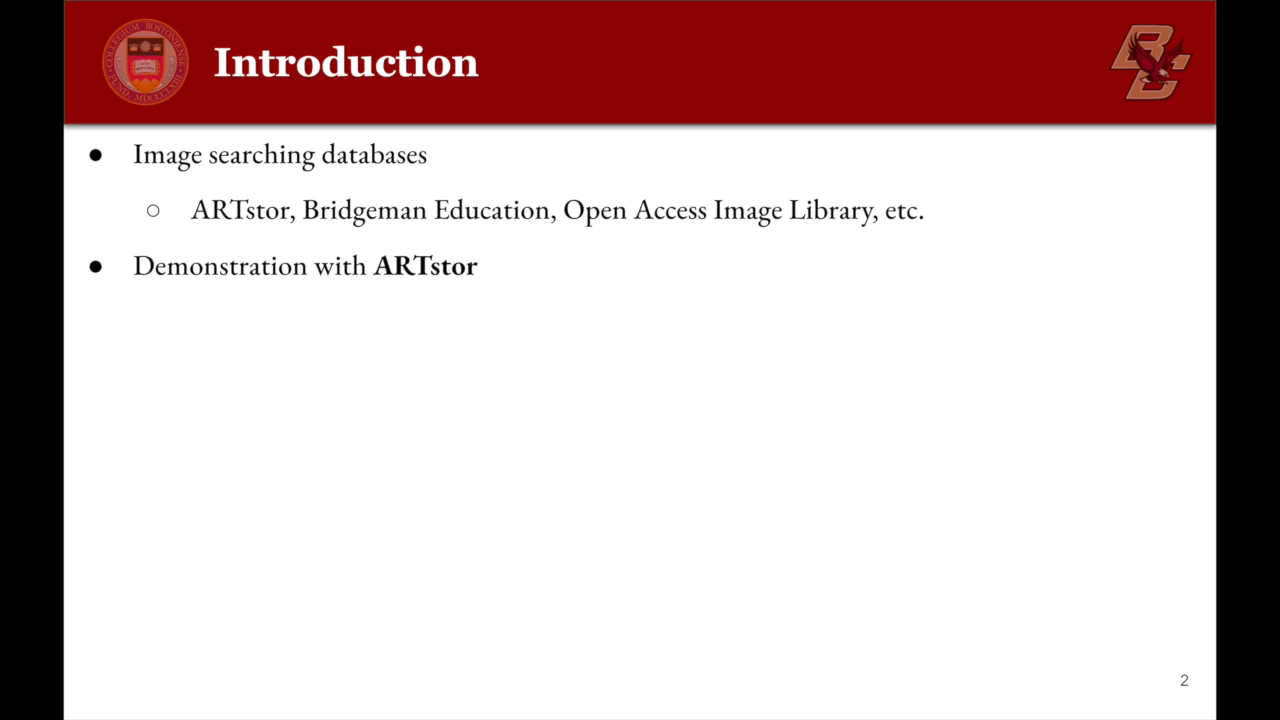 Introduction
● Image searching databases
○ ARTstor, Bridgeman Education, Open Access Image Library, etc.
● Demonstration with ARTstor
2